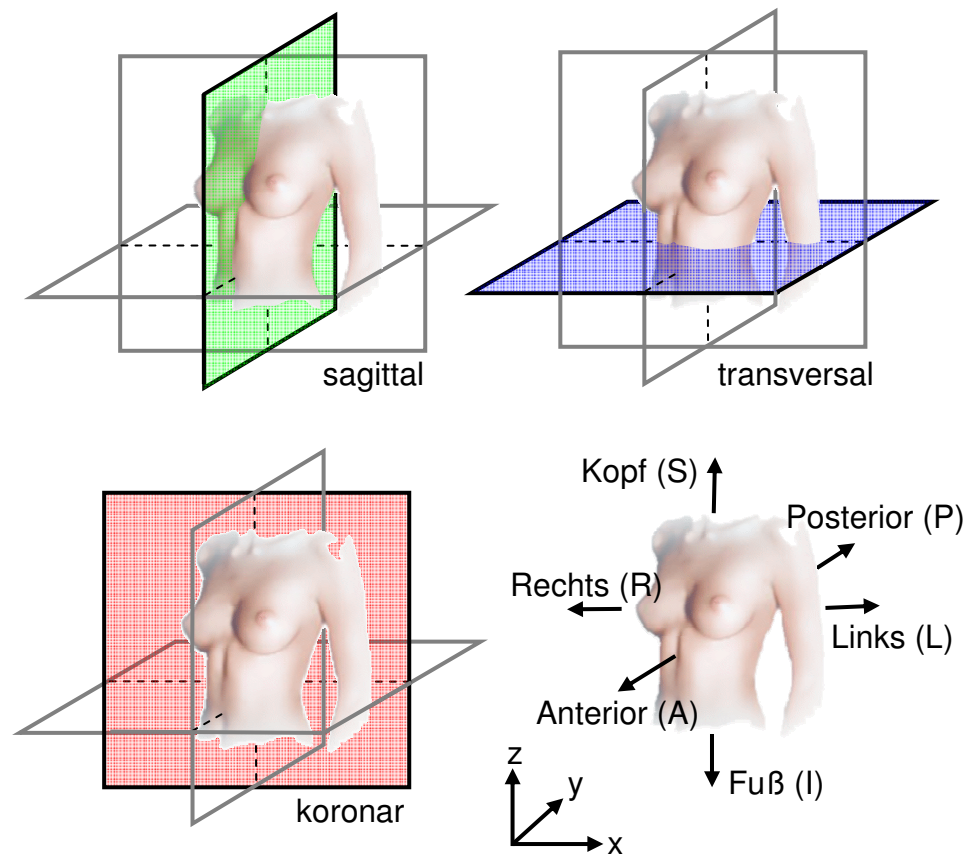 sagittal
transversal
koronar
Kopf (S)
Posterior (P)
Rechts (R)
Links (L)
Anterior (A)
Fuß (I)
z
y
x